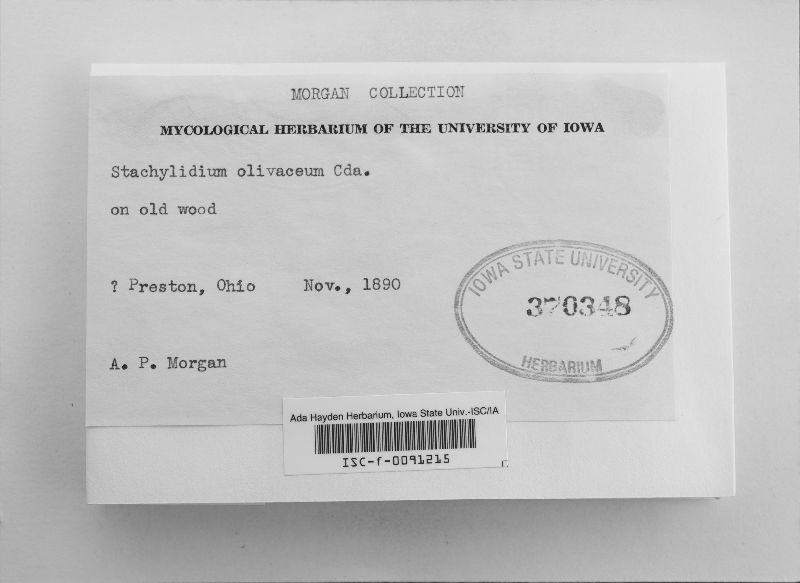 MORGAN COLLECTION
MYCOLOGICAL HERBARIUM OF THE UNIVERSITY OF IOWA
Stachylidium olivaceum Cda.
on old wood
? Preston, Ohio Nov., 1890
A. P. Morgan
IOWA STATE UNIVERSITY
370348
HERBARIUM
Ada Hayden Herbarium, Iowa State Univ.-ISC/IA
ISC-f-0091215